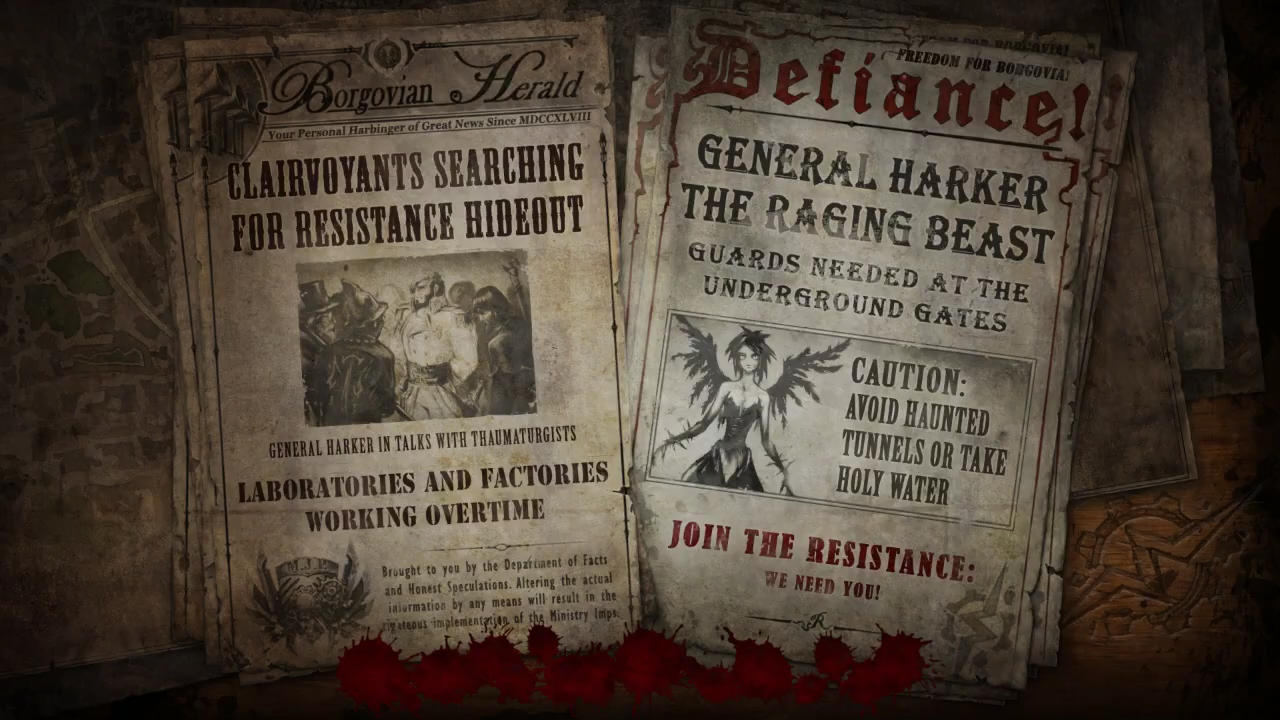 Borgovian Herald
Your Personal Harbinger of Great News Since MDCCXLVIII
CLAIRVOYANTS SEARCHING
FOR RESISTANCE HIDEOUT
GENERAL HARKER IN TALKS WITH THAUMATURGISTS
LABORATORIES AND FACTORIES
WORKING OVERTIME
Brought to you by the Department of Facts
and Honest Speculations. Altering the actual
information by any means will result in the
rigateous implementation of the Ministry Imps.
FREEDOM FOR BORGOVIA!
FREEDOM FOR BORGOVIA!
Defiance!
GENERAL HARKER
THE RAGING BEAST
GUARDS NEEDED AT THE
UNDERGROUND GATES
CAUTION:
AVOID HAUNTED
TUNNELS OR TAKE
HOLY WATER
JOIN THE RESISTANCE:
WE NEED YOU!
R